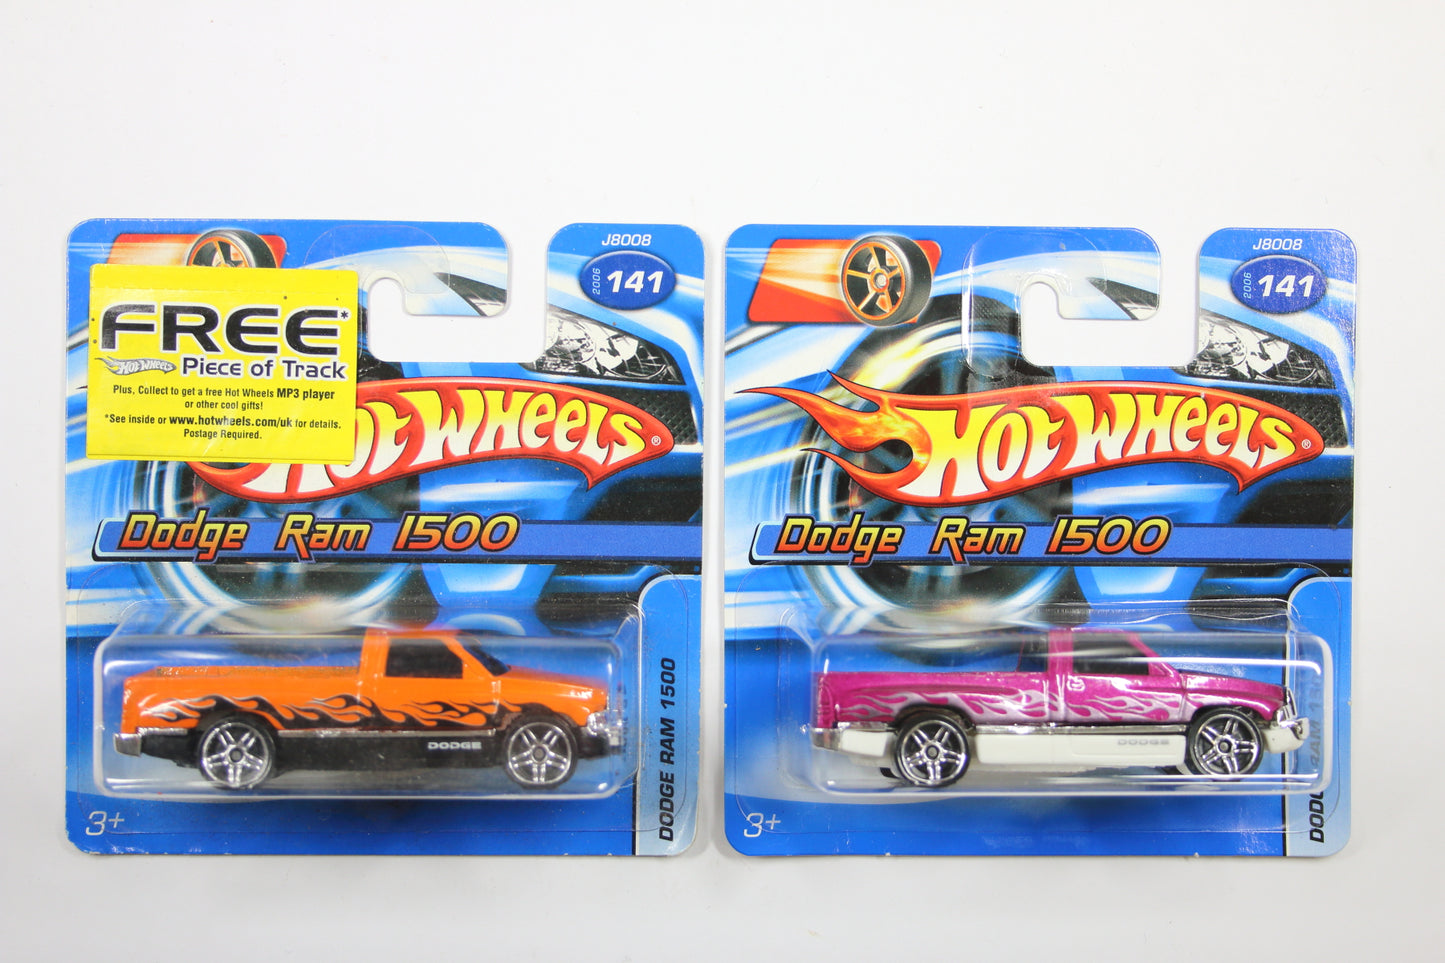 J8008
2006
141
FREE*
HOT WHEELS Piece of Track
Plus, Collect to get a free Hot Wheels MP3 player
or other cool gifts!
*See inside or www.hotwheels.com/uk for details.
Postage Required.
HOT WHEELS®
Dodge Ram 1500
DODGE
DODGE RAM 1500
3+
J8008
2006
141
HOT WHEELS®
Dodge Ram 1500
DODGE
3+